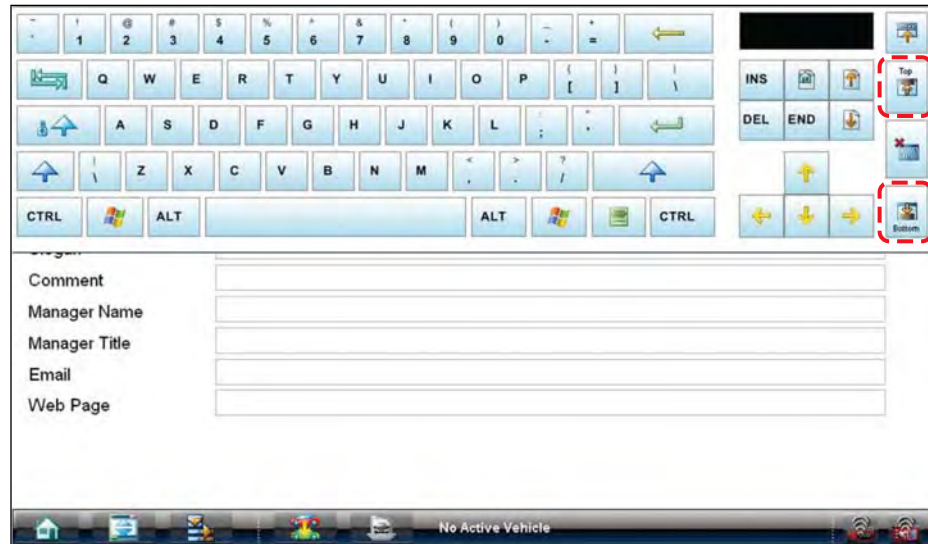 ! @ # $ % ^ & * ( ) _ +
1 2 3 4 5 6 7 8 9 0 - =
Top
Q W E R T Y U I O P { [ } ] | \
INS
A S D F G H J K L : ; "
DEL END
| \ Z X C V B N M < , > . ? /
CTRL ALT ALT CTRL
Bottom
Comment
Manager Name
Manager Title
Email
Web Page
No Active Vehicle